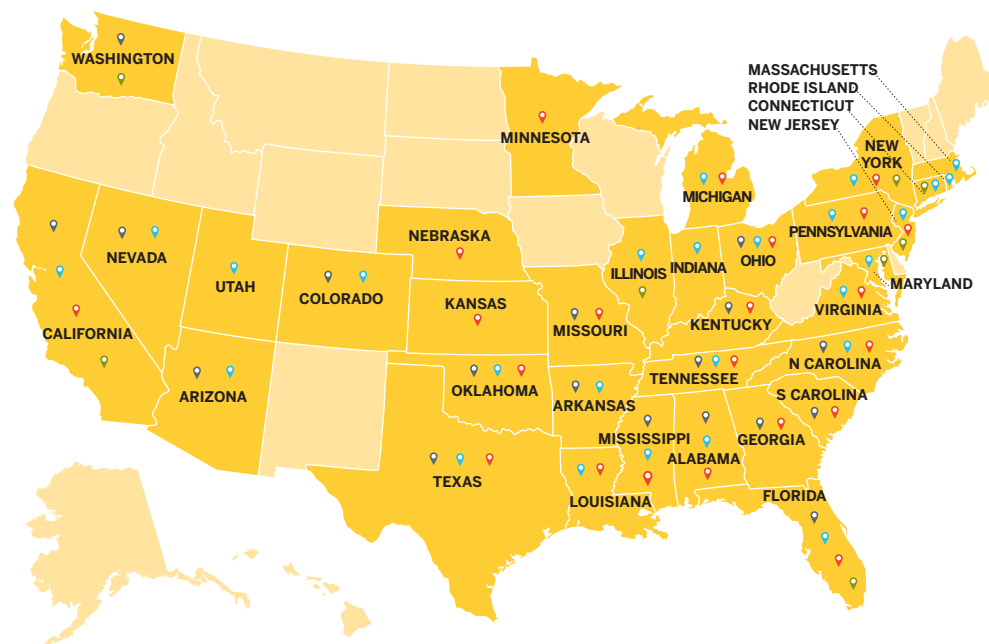 WASHINGTON
MASSACHUSETTS
RHODE ISLAND
CONNECTICUT
NEW JERSEY
MINNESOTA
NEW
YORK
MICHIGAN
NEBRASKA
PENNSYLVANIA
NEVADA
UTAH
COLORADO
ILLINOIS
INDIANA
OHIO
MARYLAND
KANSAS
MISSOURI
KENTUCKY
VIRGINIA
CALIFORNIA
ARIZONA
OKLAHOMA
TENNESSEE
N CAROLINA
ARKANSAS
S CAROLINA
MISSISSIPPI
ALABAMA
GEORGIA
TEXAS
LOUISIANA
FLORIDA